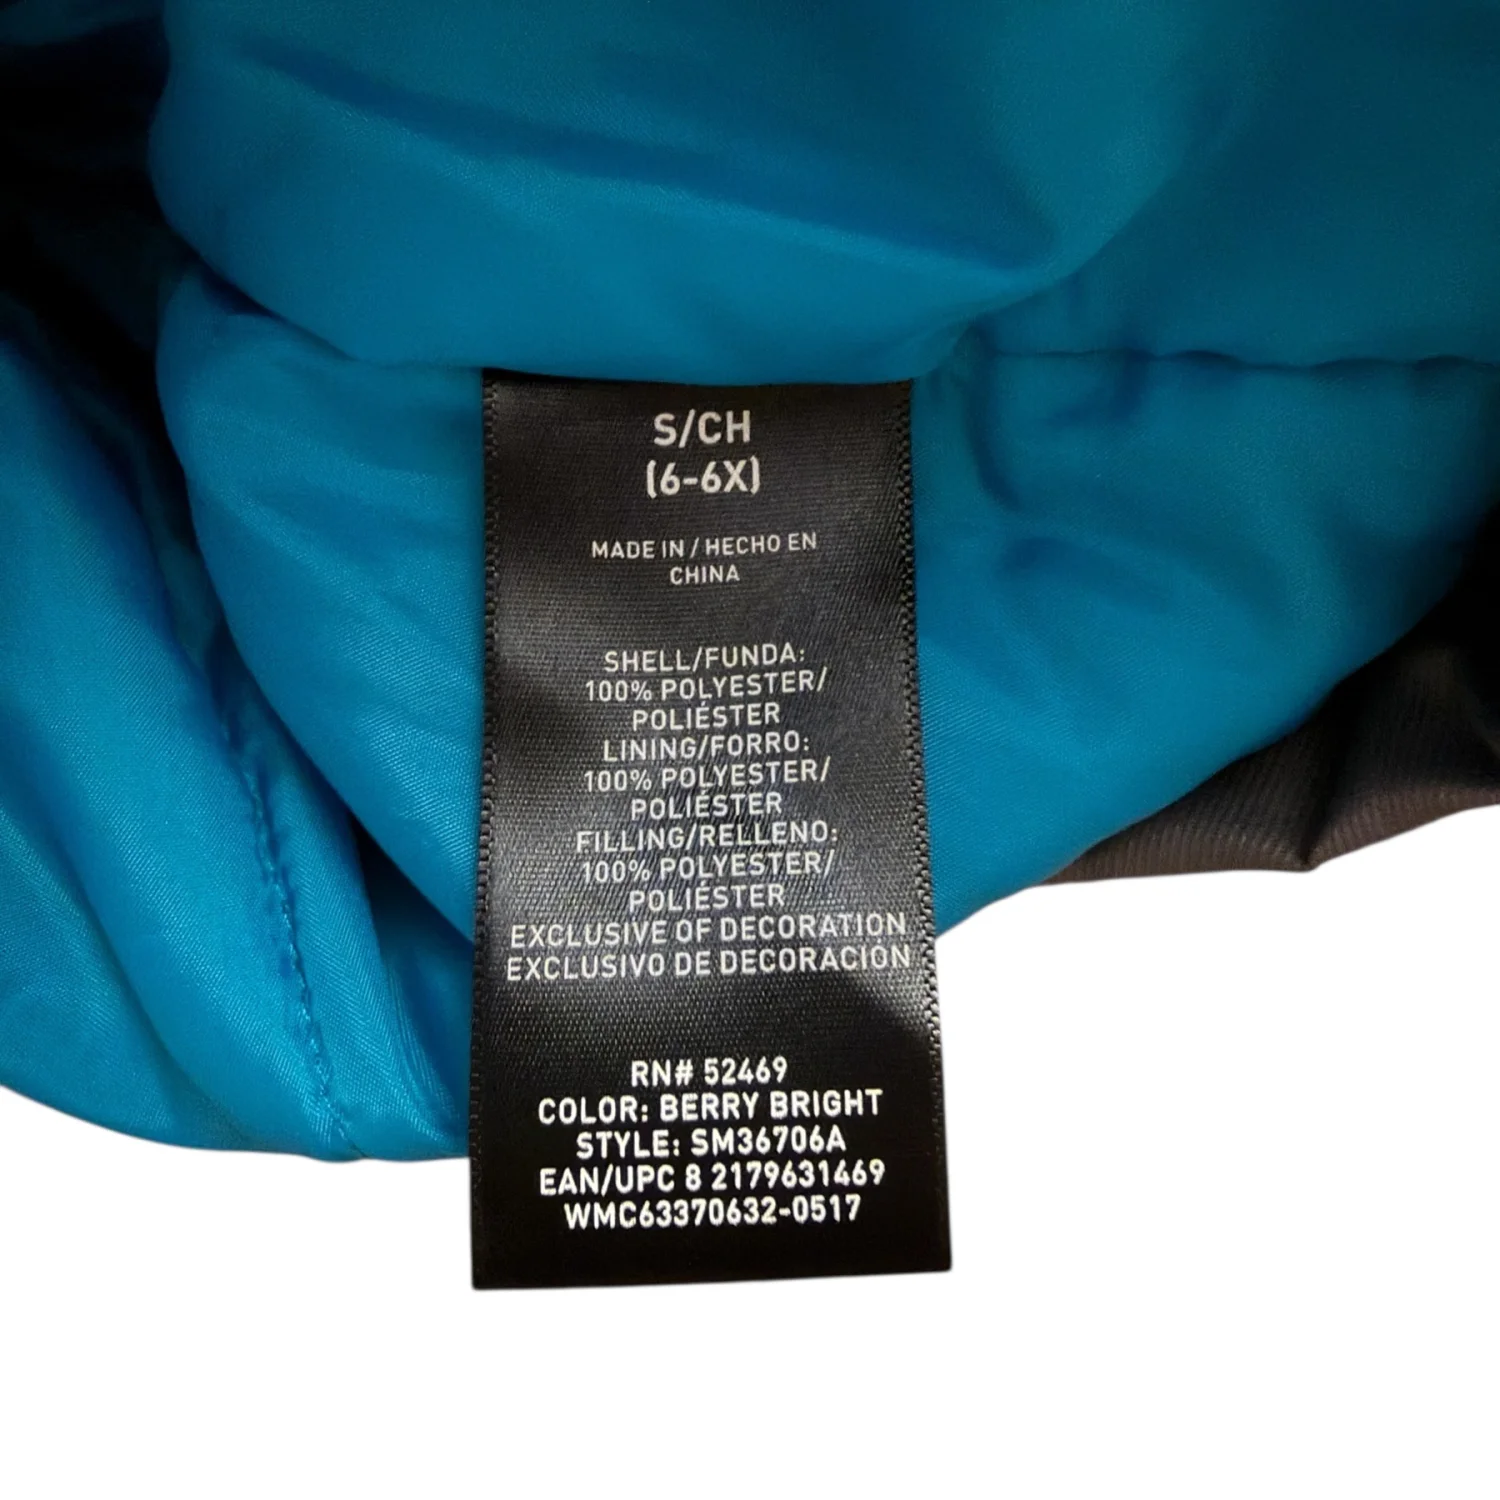 S/CH
(6-6X)
MADE IN / HECHO EN
CHINA
SHELL/FUNDA:
100% POLYESTER/
POLIÉSTER
LINING/FORRO:
100% POLYESTER/
POLIÉSTER
FILLING/RELLENO:
100% POLYESTER/
POLIÉSTER
EXCLUSIVE OF DECORATION
EXCLUSIVO DE DECORACION
RN# 52469
COLOR: BERRY BRIGHT
STYLE: SM36706A
EAN/UPC 8 2179631469
WMC63370632-0517